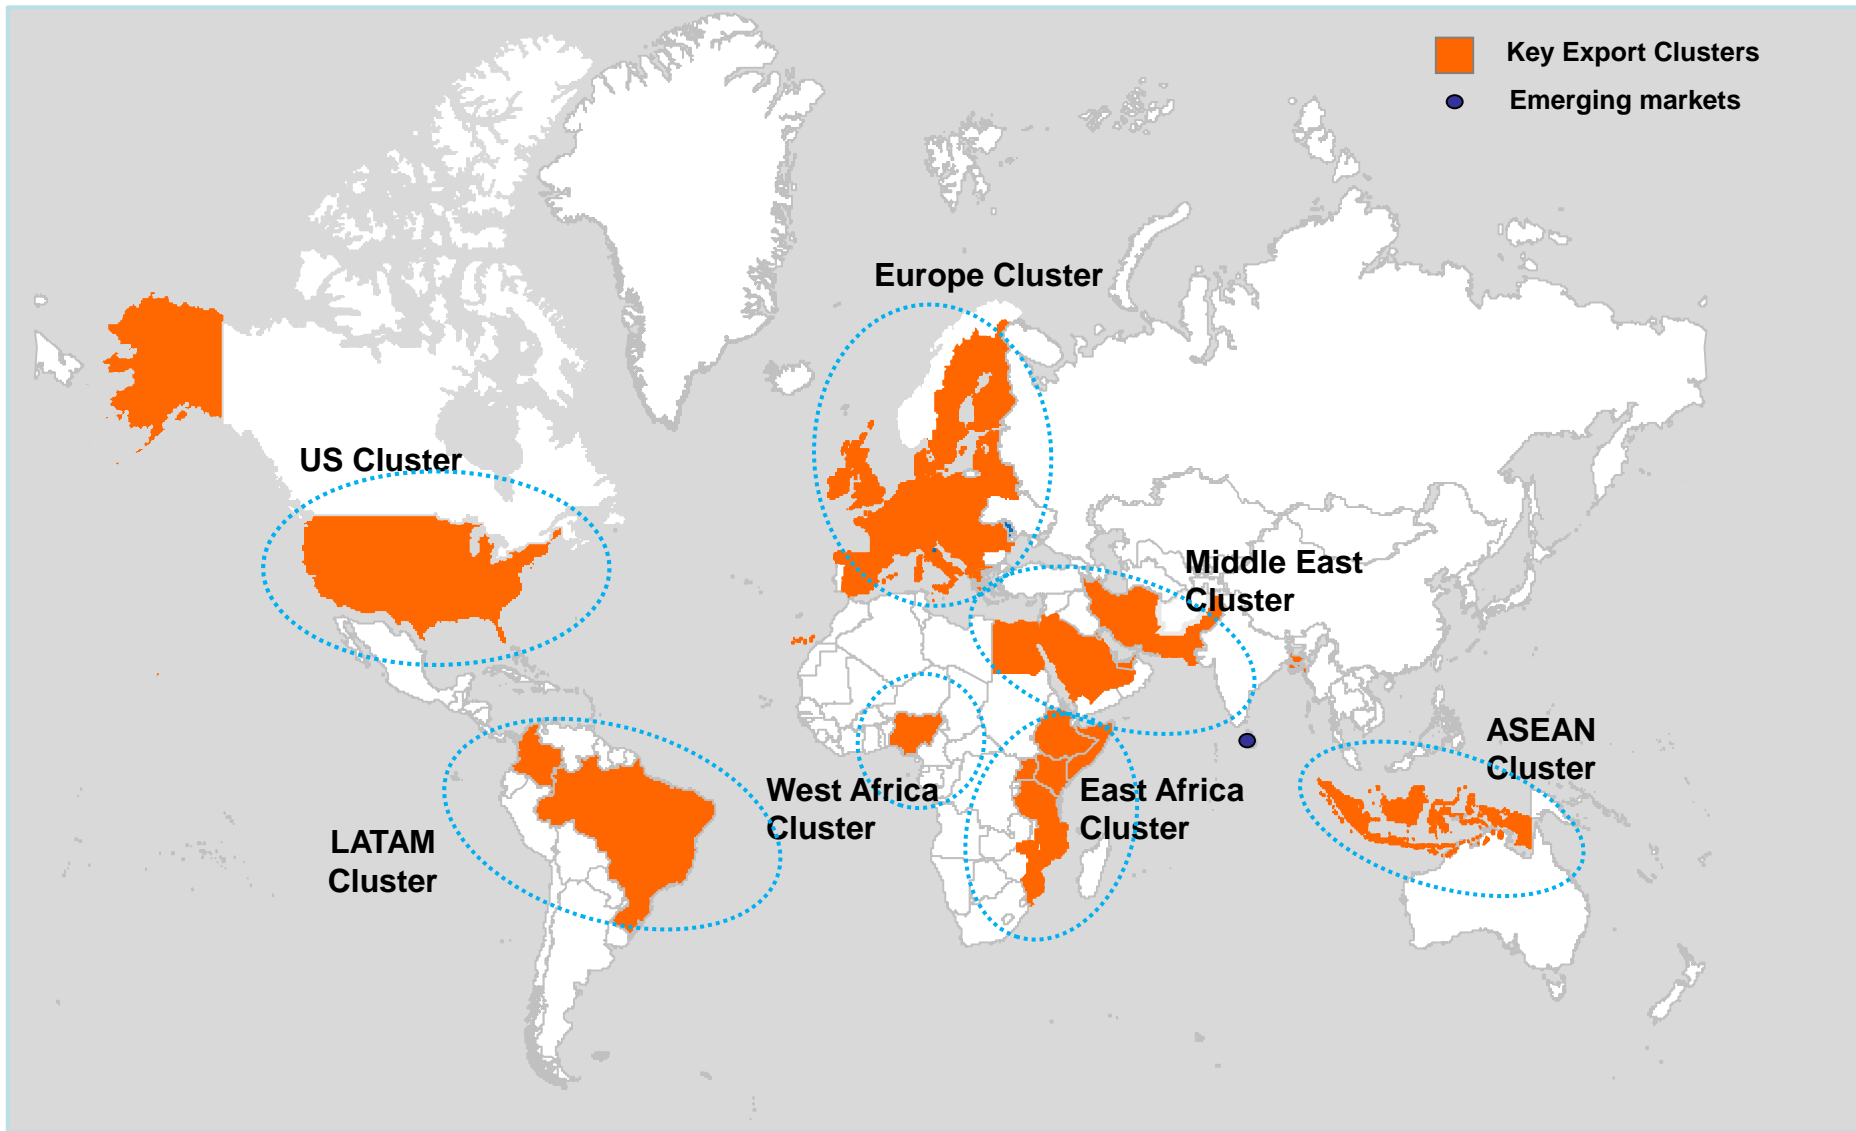 Key Export Clusters
Emerging markets
Europe Cluster
US Cluster
Middle East
Cluster
ASEAN
Cluster
West Africa
Cluster
East Africa
Cluster
LATAM
Cluster